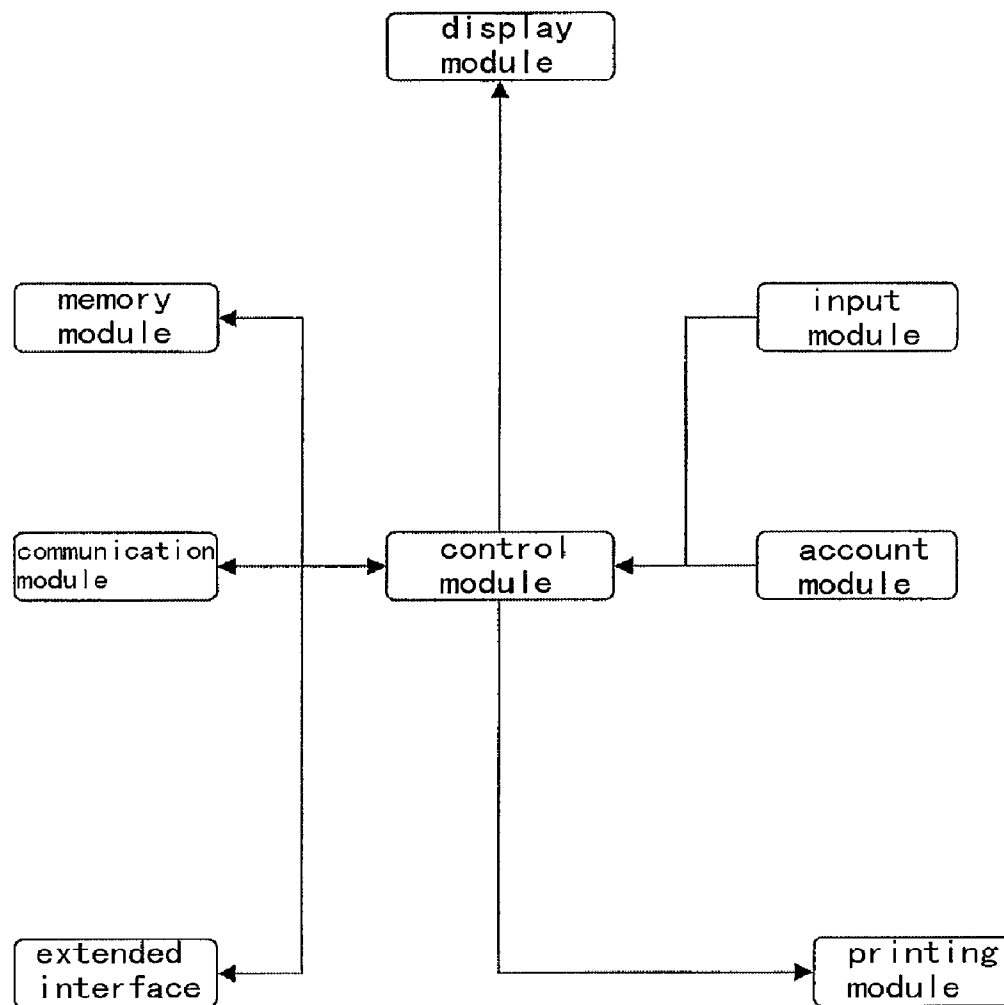 display
module
memory
module
input
module
communication
module
control
module
account
module
extended
interface
printing
module